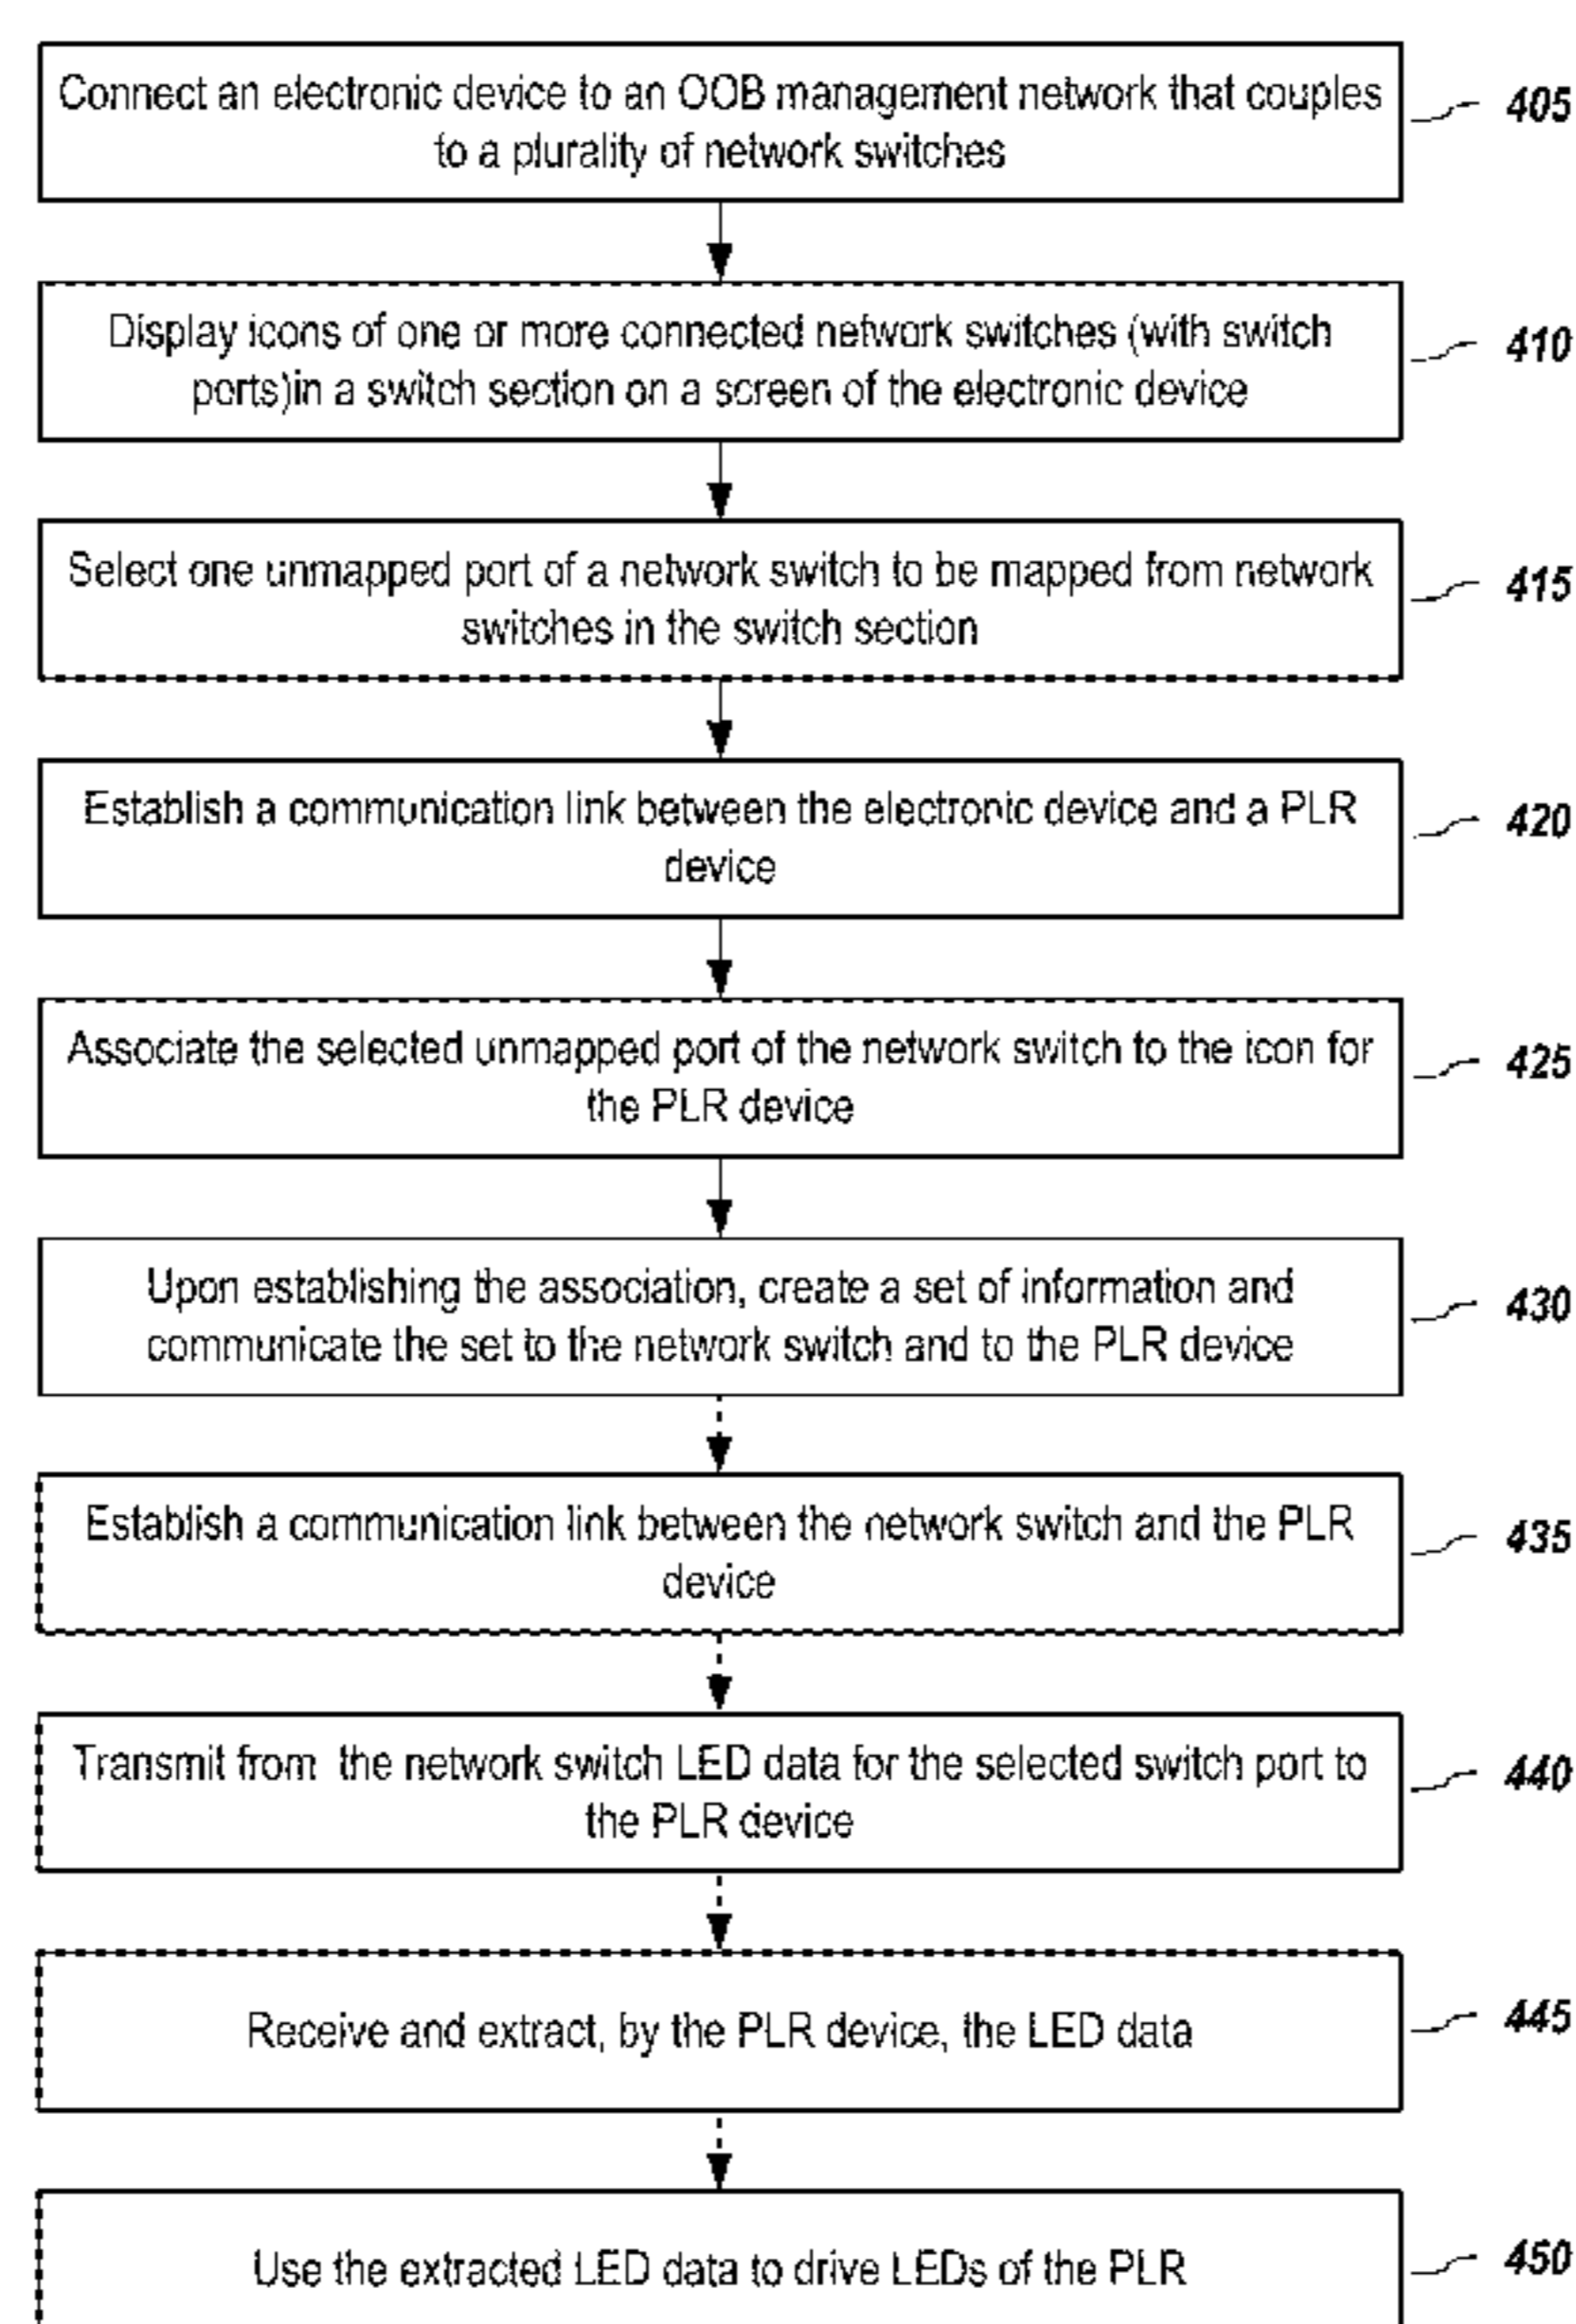 Connect an electronic device to an OOB management network that couples
to a plurality of network switches
405
Display icons of one or more connected network switches (with switch
ports)in a switch section on a screen of the electronic device
410
Select one unmapped port of a network switch to be mapped from network
switches in the switch section
415
Establish a communication link between the electronic device and a PLR
device
420
Associate the selected unmapped port of the network switch to the icon for
the PLR device
425
Upon establishing the association, create a set of information and
communicate the set to the network switch and to the PLR device
430
Establish a communication link between the network switch and the PLR
device
435
Transmit from the network switch LED data for the selected switch port to
the PLR device
440
Receive and extract, by the PLR device, the LED data
445
Use the extracted LED data to drive LEDs of the PLR
450